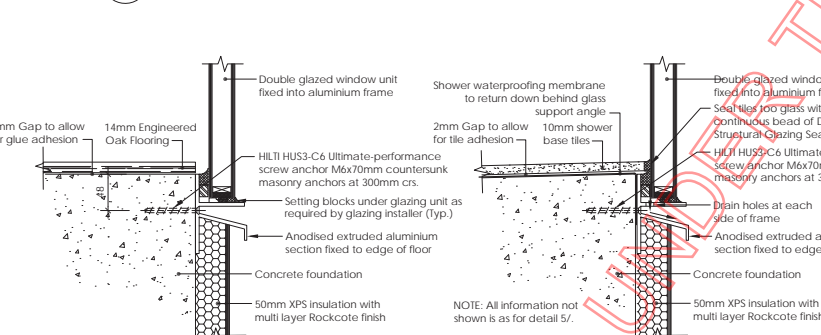 Double glazed window unit
fixed into aluminium frame
mm Gap to allow
r glue adhesion
14mm Engineered
Oak Flooring
HILTI HUS3-C6 Ultimate-performance
screw anchor M6x70mm countersunk
masonry anchors at 300mm crs.
48
Setting blocks under glazing unit as
required by glazing installer (Typ.)
Anodised extruded aluminium
section fixed to edge of floor
Concrete foundation
50mm XPS insulation with
multi layer Rockcote finish
Shower waterproofing membrane
to return down behind glass
support angle
2mm Gap to allow
for tile adhesion
10mm shower
base tiles
Double glazed windo
fixed into aluminium f
Seal tiles too glass wit
continuous bead of D
Structural Glazing Sea
HILTI HUS3-C6 Ultimate
screw anchor M6x70m
masonry anchors at 3
Drain holes at each
side of frame
Anodised extruded a
section fixed to edge
Concrete foundation
50mm XPS insulation with
multi layer Rockcote finish
NOTE: All information not
shown is as for detail 5/.
UNDER T